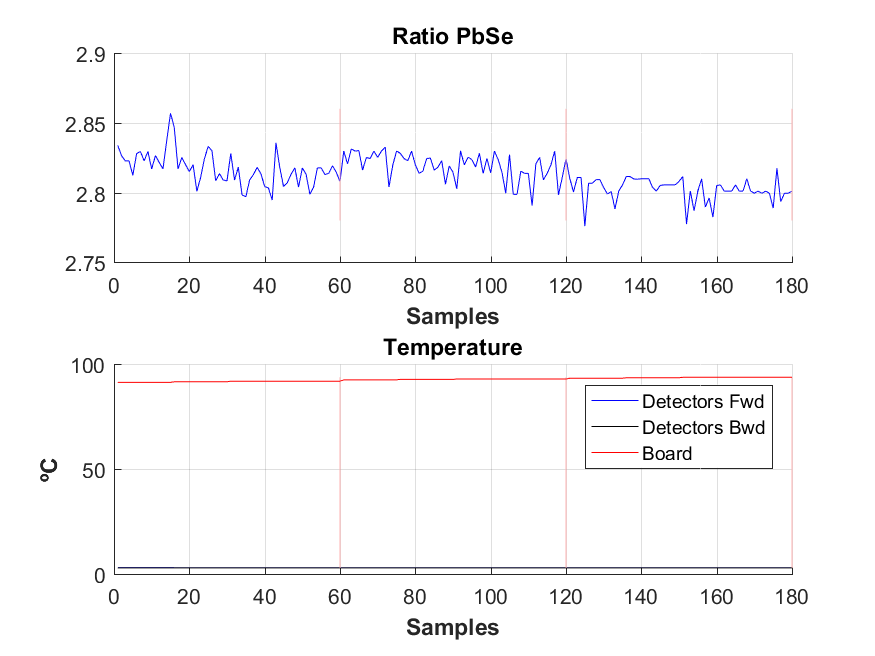 Ratio PbSe
2.9
2.85
2.8
2.75
0 20 40 60 80 100 120 140 160 180
Samples
Temperature
100
50
0
ºC
Detectors Fwd
Detectors Bwd
Board
0 20 40 60 80 100 120 140 160 180
Samples